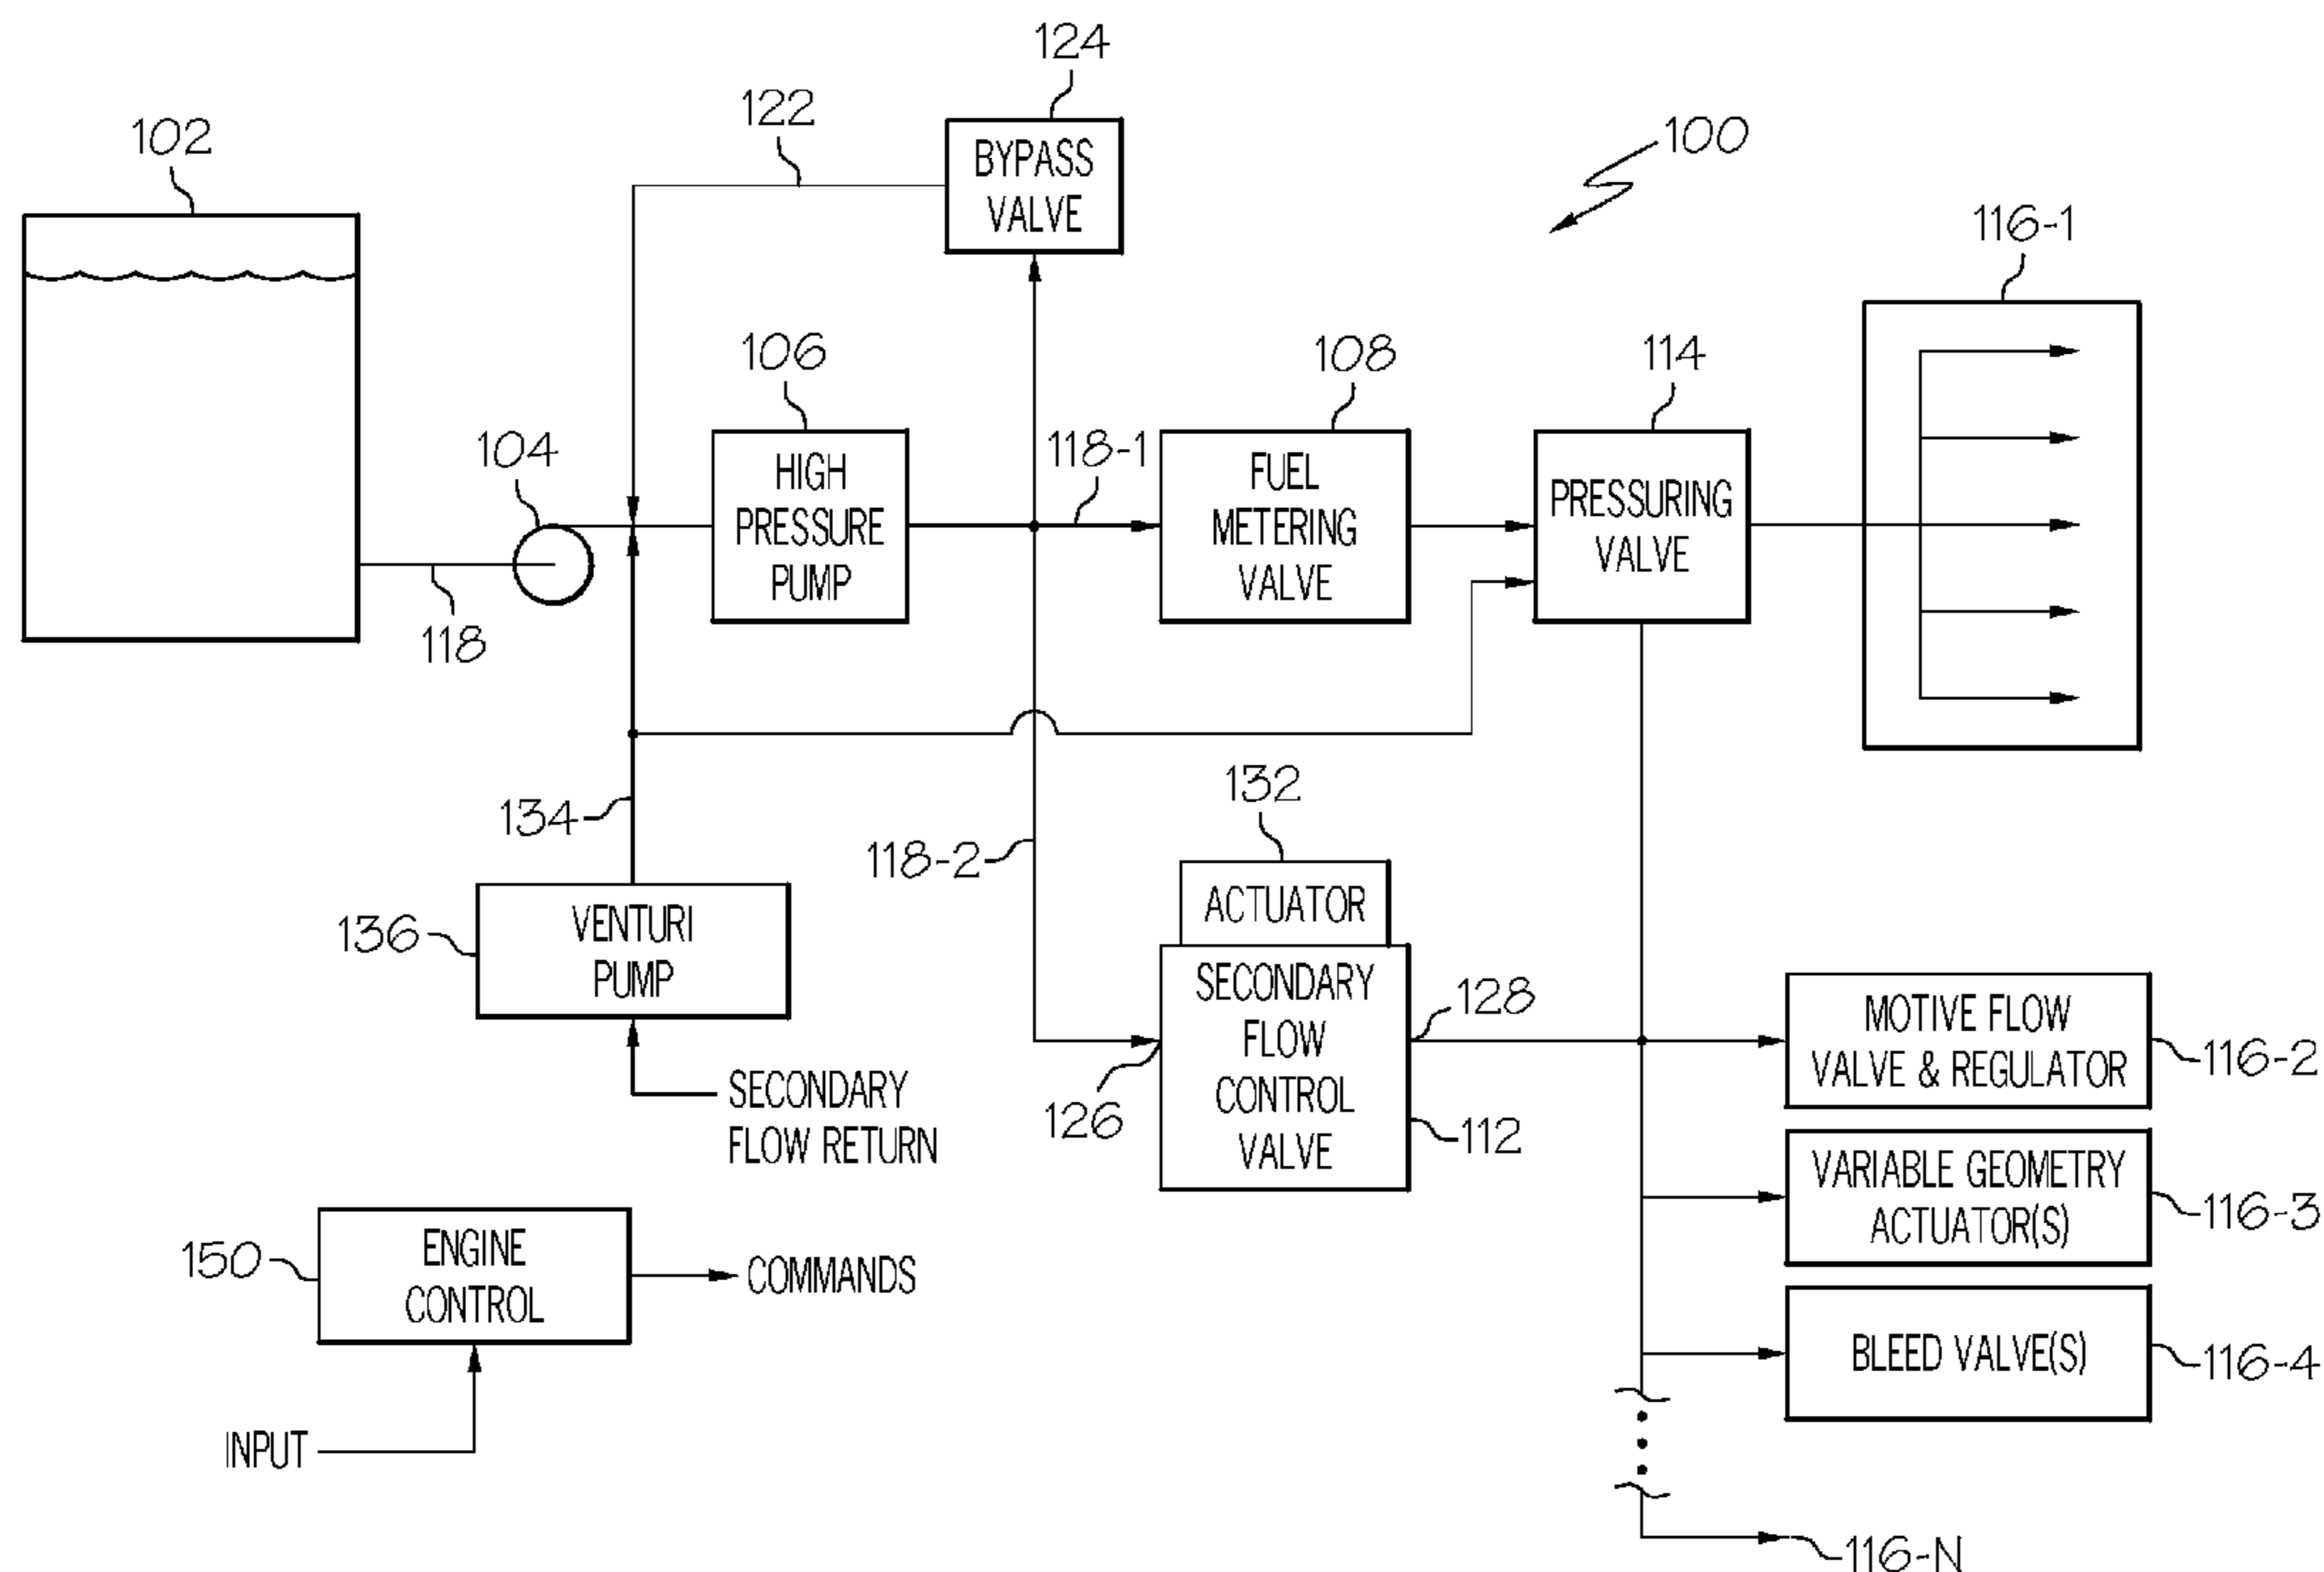 124
122
100
102
BYPASS
VALVE
116-1
106
108
114
104
118-1
HIGH
PRESSURE
PUMP
FUEL
METERING
VALVE
PRESSURING
VALVE
118
132
134
118-2
ACTUATOR
136
VENTURI
PUMP
SECONDARY
FLOW
CONTROL
VALVE
128
MOTIVE FLOW
VALVE & REGULATOR
116-2
126
112
SECONDARY
FLOW RETURN
VARIABLE GEOMETRY
ACTUATOR(S)
116-3
150
ENGINE
CONTROL
COMMANDS
BLEED VALVE(S)
116-4
INPUT
116-N